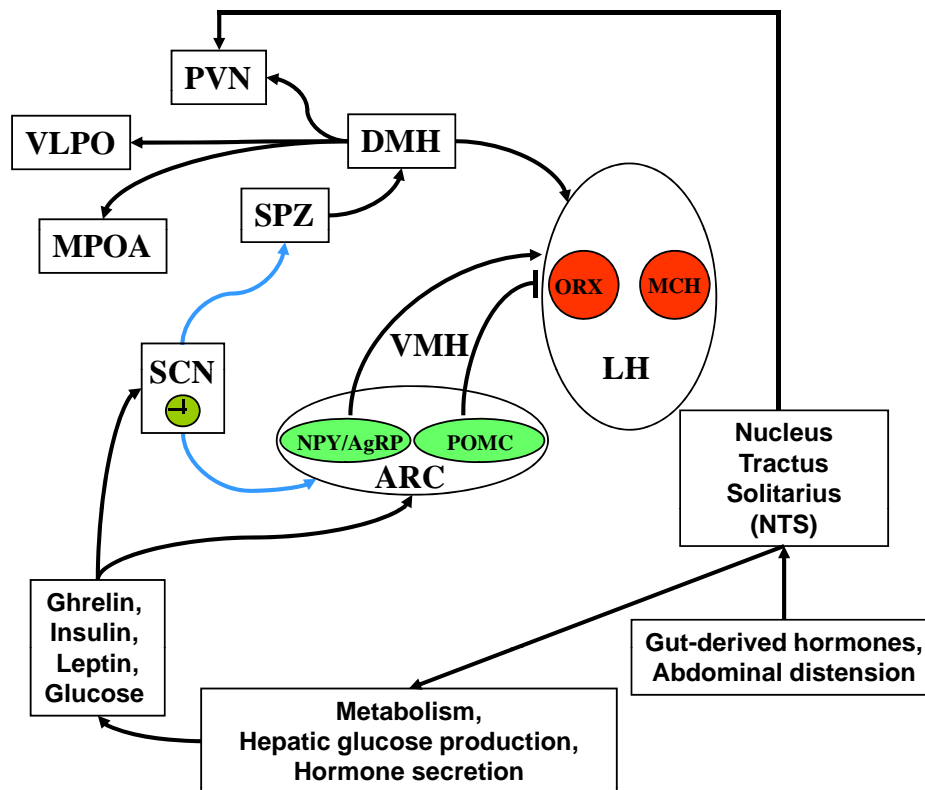 PVN
VLPO
DMH
SPZ
MPOA
ORX
MCH
VMH
LH
SCN
NPY/AgRP
POMC
ARC
Nucleus
Tractus
Solitarius
(NTS)
Ghrelin,
Insulin,
Leptin,
Glucose
Gut-derived hormones,
Abdominal distension
Metabolism,
Hepatic glucose production,
Hormone secretion